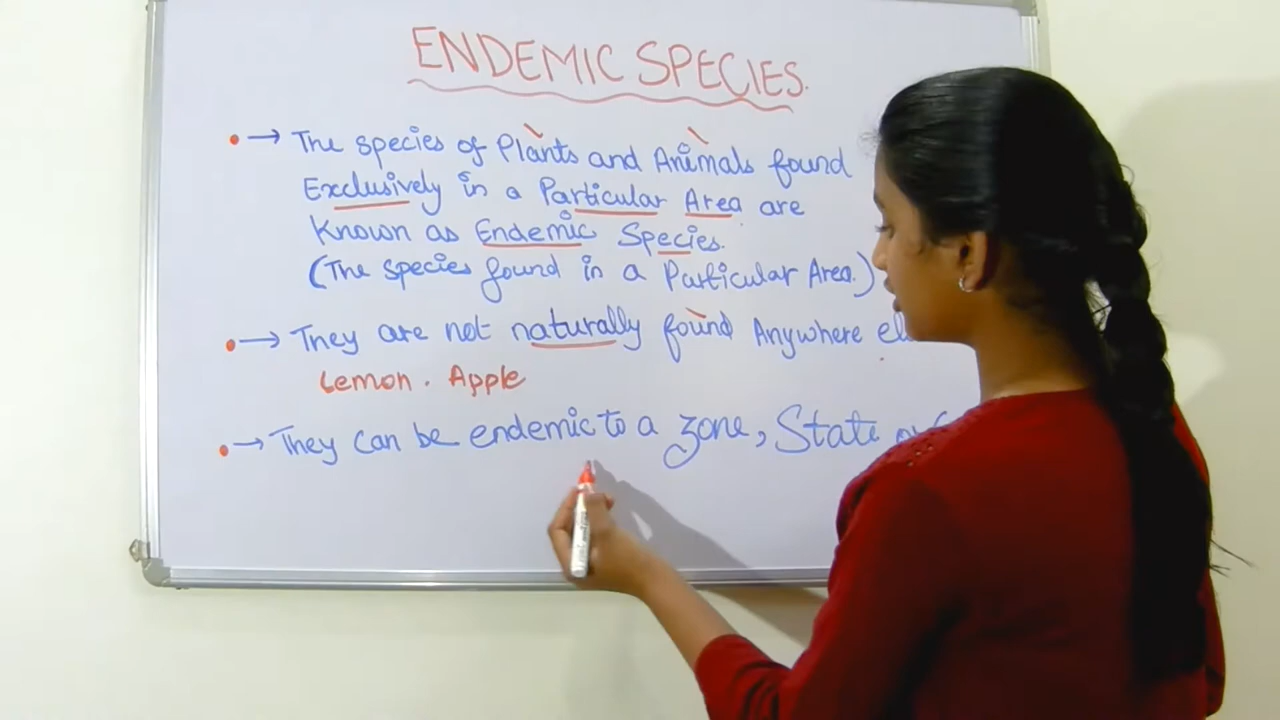 ENDEMIC SPECIES.
• → The species of Plants and Animals found
Exclusively in a Particular Area are
Known as Endemic Species.
(The species found in a Particular Area.)
• → They are not naturally found Anywhere
Lemon. Apple
• → They can be endemic to a zone, State or